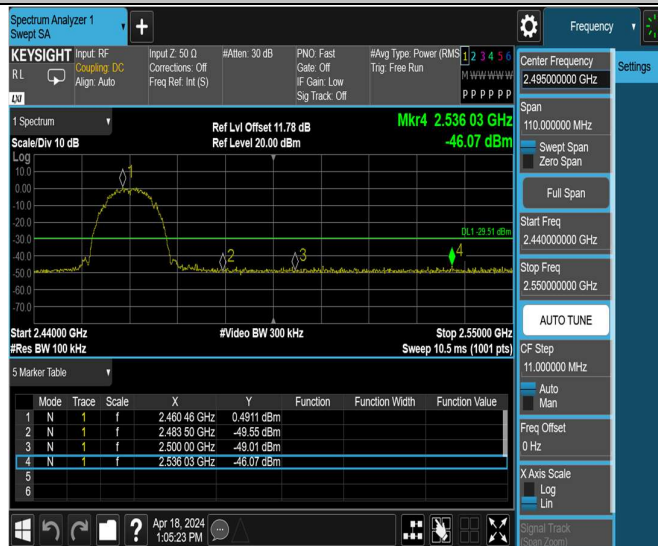 Spectrum Analyzer 1
Swept SA
+
Frequency
KEYSIGHT
RL
LXI
Input: RF
Coupling: DC
Align: Auto
Input Z: 50 Ω
Corrections: Off
Freq Ref: Int (S)
#Atten: 30 dB
PNO: Fast
Gate: Off
IF Gain: Low
Sig Track: Off
#Avg Type: Power (RMS
Trig: Free Run
1 2 3 4 5 6
M W W W W W
P P P P P P
1 Spectrum
Scale/Div 10 dB
Ref Lvl Offset 11.78 dB
Ref Level 20.00 dBm
Mkr4 2.536 03 GHz
-46.07 dBm
Log
10.0
0.00
-10.0
-20.0
-30.0
-40.0
-50.0
-60.0
-70.0
1
2
3
4
DL1 -29.51 dBm
Start 2.44000 GHz
#Res BW 100 kHz
#Video BW 300 kHz
Stop 2.55000 GHz
Sweep 10.5 ms (1001 pts)
5 Marker Table
Mode Trace Scale X Y Function Function Width Function Value
1 N 1 f 2.460 46 GHz 0.4911 dBm
2 N 1 f 2.483 50 GHz -49.55 dBm
3 N 1 f 2.500 00 GHz -49.01 dBm
4 N 1 f 2.536 03 GHz -46.07 dBm
5
6
?
Apr 18, 2024
1:05:23 PM
Center Frequency
2.495000000 GHz
Settings
Span
110.000000 MHz
Swept Span
Zero Span
Full Span
Start Freq
2.440000000 GHz
Stop Freq
2.550000000 GHz
AUTO TUNE
CF Step
11.000000 MHz
Auto
Man
Freq Offset
0 Hz
X Axis Scale
Log
Lin
Signal Track
(Span Zoom)